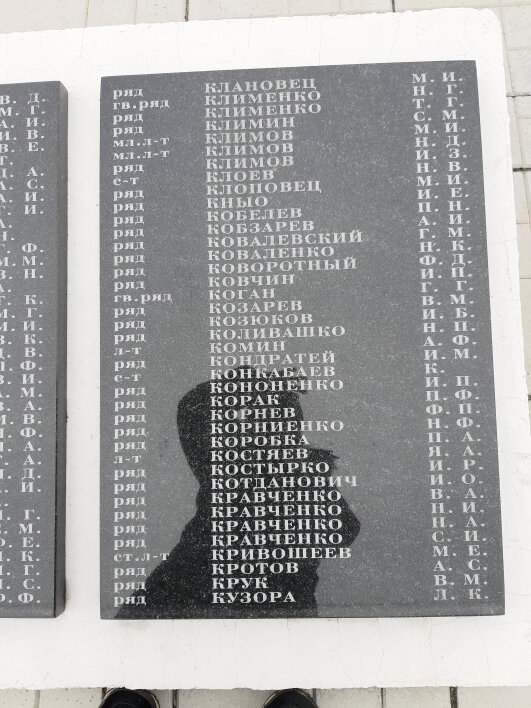 ряд КЛАНОВЕЦ М. И.
гв.ряд КЛИМЕНКО Н. Г.
ряд КЛИМЕНКО Т. Г.
ряд КЛИМИН С. М.
мл.л-т КЛИМОВ М. И.
мл.л-т КЛИМОВ Н. Д.
ряд КЛИМОВ И. З.
с-т КЛОЕВ Н. В.
ряд КЛОПОВЕЦ М. И.
ряд КНЫО И. Е.
ряд КОБЕЛЕВ П. Н.
ряд КОБЗАРЕВ А. И.
ряд КОВАЛЕВСКИЙ Г. М.
ряд КОВАЛЕНКО Н. К.
ряд КОВОРОТНЫЙ Ф. Д.
ряд КОВЧИН И. П.
гв.ряд КОГАН Г. Г.
ряд КОЗАРЕВ В. М.
ряд КОЗЮКОВ И. Б.
ряд КОЛИВАШКО Н. П.
л-т КОМИН А. Ф.
ряд КОНДРАТЕЙ И. М.
с-т КОНКАБАЕВ К.
ряд КОНОНЕНКО И. П.
ряд КОРАК П. Ф.
ряд КОРНЕВ Ф. П.
ряд КОРНИЕНКО Н. Ф.
ряд КОРОБКА П. А.
л-т КОСТЯЕВ Я. А.
ряд КОСТЫРКО И. Р.
ряд КОТДАНОВИЧ И. О.
ряд КРАВЧЕНКО В. А.
ряд КРАВЧЕНКО Н. И.
ряд КРАВЧЕНКО Н. А.
ряд КРАВЧЕНКО С. И.
ст.л-т КРИВОШЕЕВ М. Е.
ряд КРОТОВ А. С.
ряд КРУК В. М.
ряд КУЗОРА Л. К.